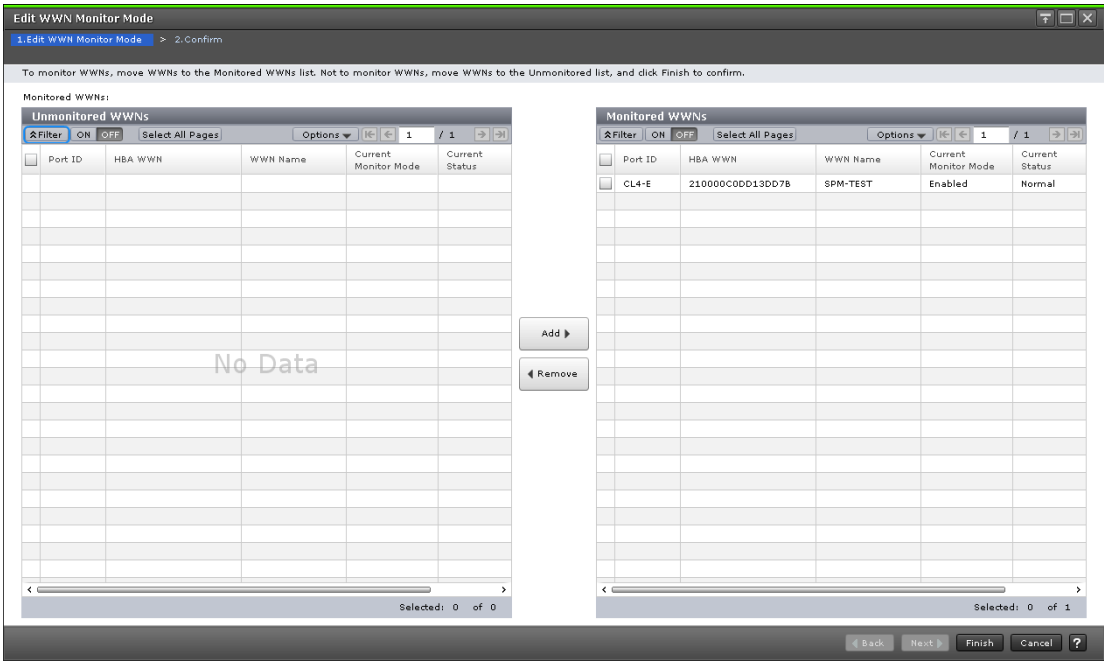 Edit WWN Monitor Mode
1.Edit WWN Monitor Mode > 2.Confirm
To monitor WWNs, move WWNs to the Monitored WWNs list. Not to monitor WWNs, move WWNs to the Unmonitored list, and click Finish to confirm.
Monitored WWNs:
Unmonitored WWNs
Filter ON OFF Select All Pages Options 1 / 1
Port ID HBA WWN WWN Name Current Monitor Mode Current Status
No Data
Selected: 0 of 0
Add
Remove
Monitored WWNs
Filter ON OFF Select All Pages Options 1 / 1
Port ID HBA WWN WWN Name Current Monitor Mode Current Status
CL4-E 210000C0DD13DD7B SPM-TEST Enabled Normal
Selected: 0 of 1
Back Next Finish Cancel ?